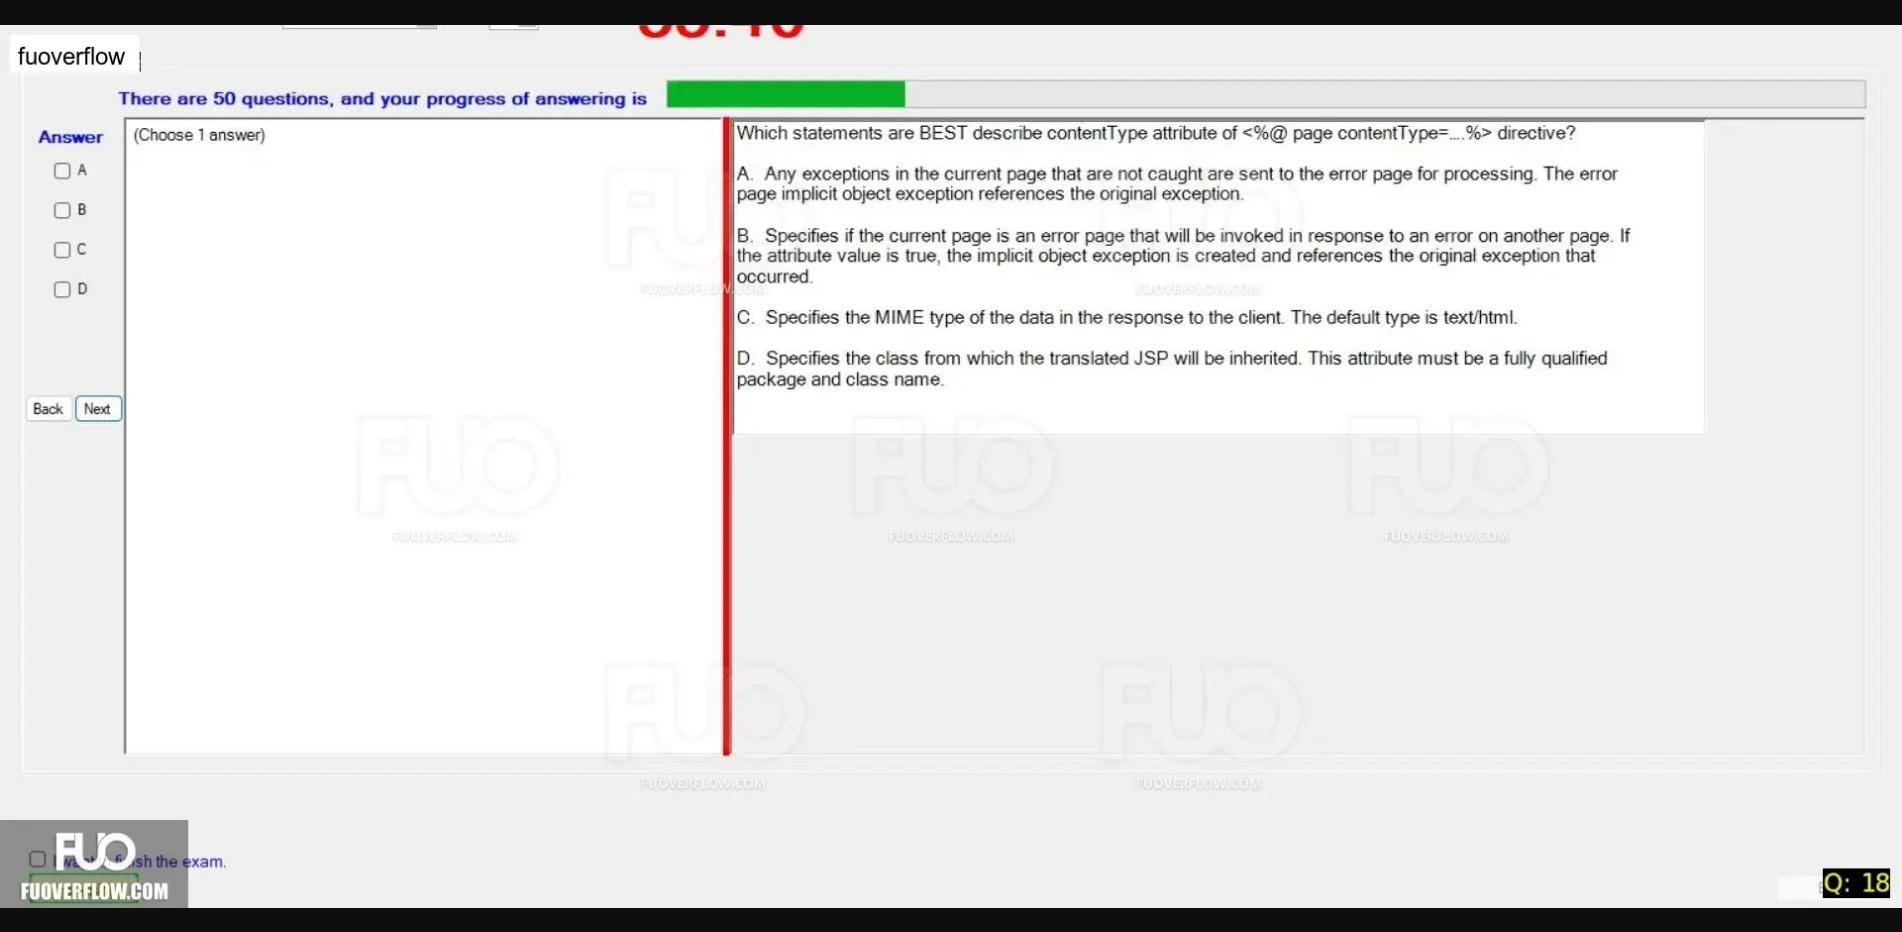 fuoverflow
There are 50 questions, and your progress of answering is
Answer
(Choose 1 answer)
A
B
C
D
Back
Next
Which statements are BEST describe contentType attribute of <%@ page contentType=....%> directive?
A. Any exceptions in the current page that are not caught are sent to the error page for processing. The error
page implicit object exception references the original exception.
B. Specifies if the current page is an error page that will be invoked in response to an error on another page. If
the attribute value is true, the implicit object exception is created and references the original exception that
occurred.
C. Specifies the MIME type of the data in the response to the client. The default type is text/html.
D. Specifies the class from which the translated JSP will be inherited. This attribute must be a fully qualified
package and class name.
FUO
FUOVERFLOW.COM
FUO
FUOVERFLOW.COM
FUO
FUOVERFLOW.COM
FUO
FUOVERFLOW.COM
FUO
FUOVERFLOW.COM
FUO
FUOVERFLOW.COM
FUO
FUOVERFLOW.COM
the exam.
FUO
FUOVERFLOW.COM
Q: 18